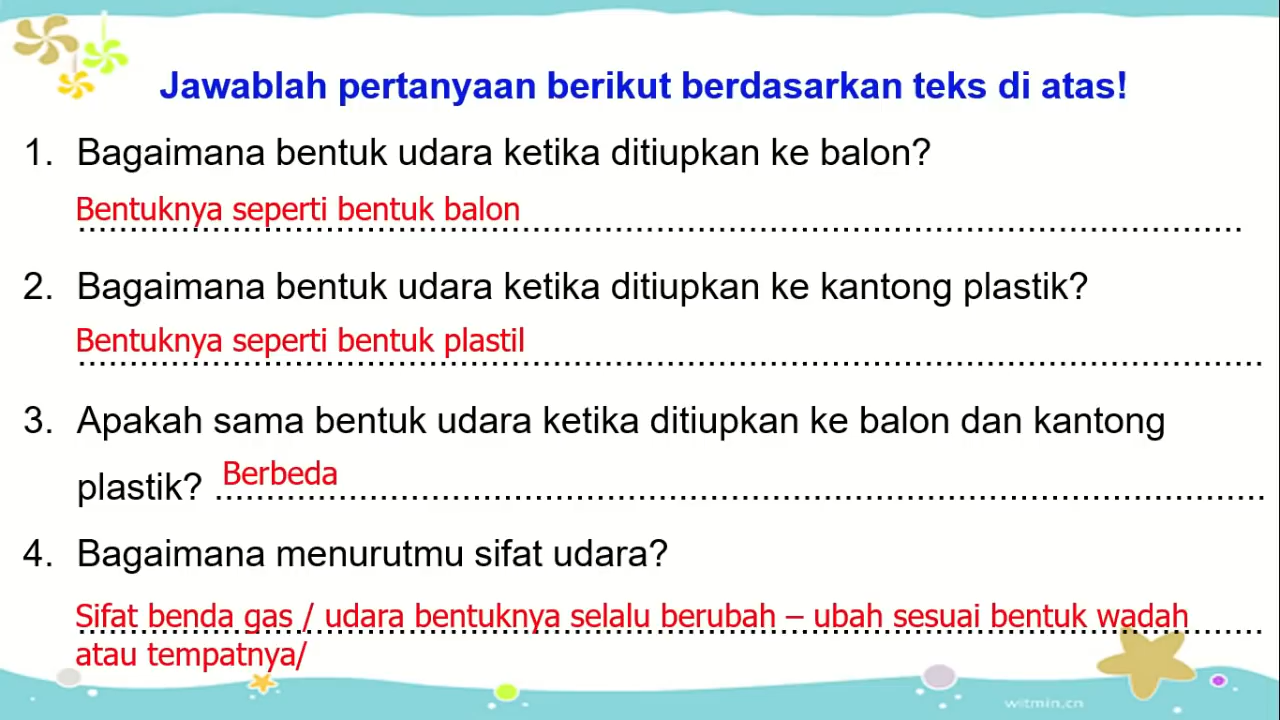 Jawablah pertanyaan berikut berdasarkan teks di atas!
1. Bagaimana bentuk udara ketika ditiupkan ke balon?
Bentuknya seperti bentuk balon
2. Bagaimana bentuk udara ketika ditiupkan ke kantong plastik?
Bentuknya seperti bentuk plastil
3. Apakah sama bentuk udara ketika ditiupkan ke balon dan kantong
plastik? Berbeda
4. Bagaimana menurutmu sifat udara?
Sifat benda gas / udara bentuknya selalu berubah – ubah sesuai bentuk wadah
atau tempatnya/
witmin.cn